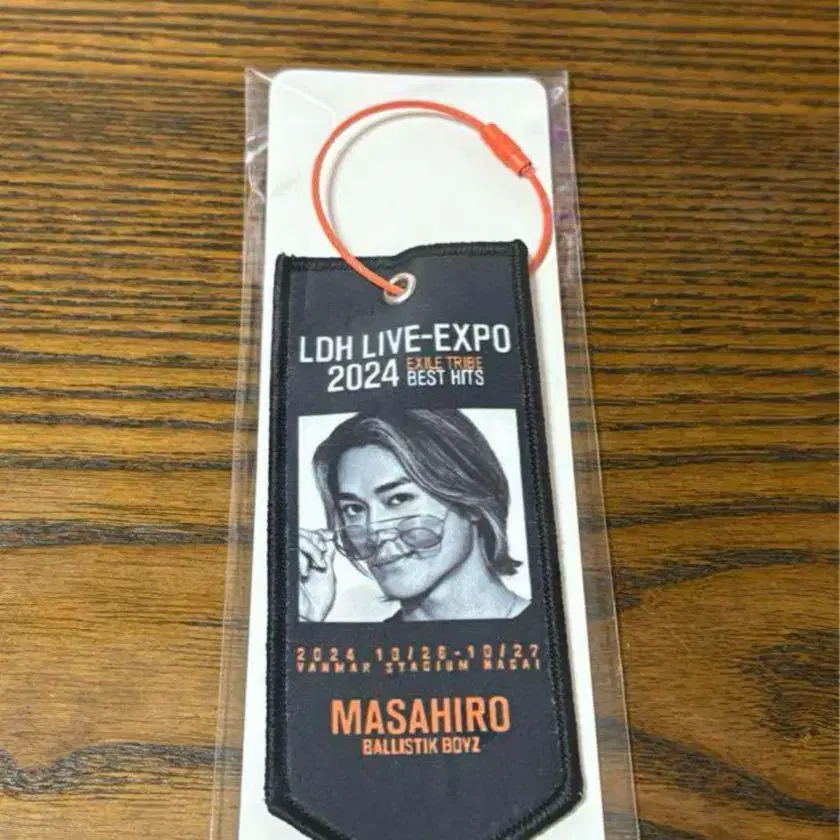 LDH LIVE-EXPO
2024 EXILE TRIBE
BEST HITS
2024 10/26-10/27
YANMAR STADIUM NAGAI
MASAHIRO
BALLISTIK BOYZ